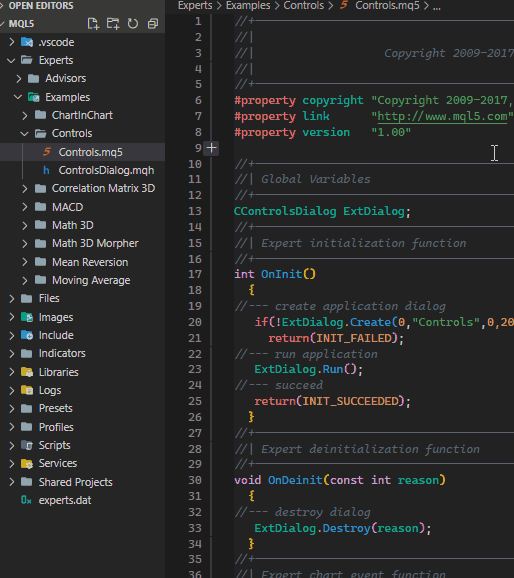 OPEN EDITORS
MQL5
.vscode
Experts
Advisors
Examples
ChartInChart
Controls
Controls.mq5
ControlsDialog.mqh
Correlation Matrix 3D
MACD
Math 3D
Math 3D Morpher
Mean Reversion
Moving Average
Files
Images
Include
Indicators
Libraries
Logs
Presets
Profiles
Scripts
Services
Shared Projects
experts.dat
Experts > Examples > Controls > Controls.mq5 > ...
1 //+
2 //|
3 //| Copyright 2009-2017
4 //|
5 //+
6 #property copyright "Copyright 2009-2017,
7 #property link "http://www.mql5.com"
8 #property version "1.00"
9
10 //+
11 //| Global Variables
12 //+
13 CControlsDialog ExtDialog;
14 //+
15 //| Expert initialization function
16 //+
17 int OnInit()
18 {
19 //--- create application dialog
20 if(!ExtDialog.Create(0,"Controls",0,20
21 return(INIT_FAILED);
22 //--- run application
23 ExtDialog.Run();
24 //--- succeed
25 return(INIT_SUCCEEDED);
26 }
27 //+
28 //| Expert deinitialization function
29 //+
30 void OnDeinit(const int reason)
31 {
32 //--- destroy dialog
33 ExtDialog.Destroy(reason);
34 }
35 //+
36 //| Expert chart event function